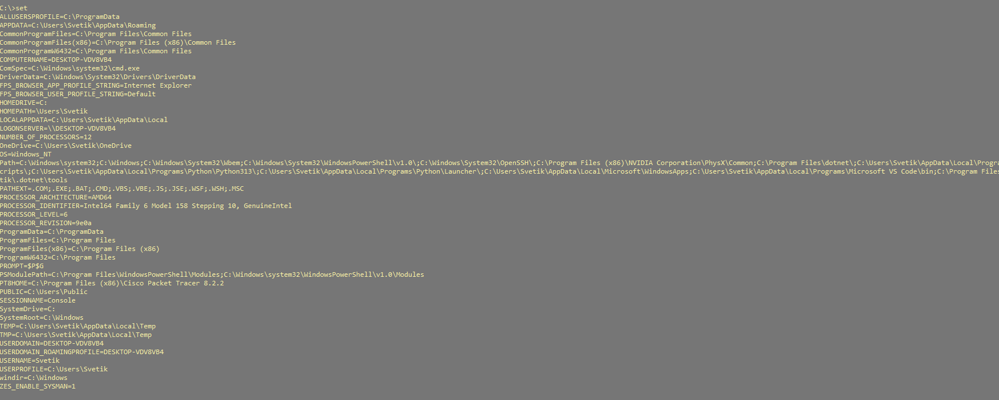 C:\>set
ALLUSERSPROFILE=C:\ProgramData
APPDATA=C:\Users\Svetik\AppData\Roaming
CommonProgramFiles=C:\Program Files\Common Files
CommonProgramFiles(x86)=C:\Program Files (x86)\Common Files
CommonProgramW6432=C:\Program Files\Common Files
COMPUTERNAME=DESKTOP-VDV8VB4
ComSpec=C:\Windows\system32\cmd.exe
DriverData=C:\Windows\System32\Drivers\DriverData
FPS_BROWSER_APP_PROFILE_STRING=Internet Explorer
FPS_BROWSER_USER_PROFILE_STRING=Default
HOMEDRIVE=C:
HOMEPATH=\Users\Svetik
LOCALAPPDATA=C:\Users\Svetik\AppData\Local
LOGONSERVER=\\DESKTOP-VDV8VB4
NUMBER_OF_PROCESSORS=12
OneDrive=C:\Users\Svetik\OneDrive
OS=Windows_NT
Path=C:\Windows\system32;C:\Windows;C:\Windows\System32\Wbem;C:\Windows\System32\WindowsPowerShell\v1.0\;C:\Windows\System32\OpenSSH\;C:\Program Files (x86)\NVIDIA Corporation\PhysX\Common;C:\Program Files\dotnet\;C:\Users\Svetik\AppData\Local\Progra
cripts\;C:\Users\Svetik\AppData\Local\Programs\Python\Python313\;C:\Users\Svetik\AppData\Local\Programs\Python\Launcher\;C:\Users\Svetik\AppData\Local\Microsoft\WindowsApps;C:\Users\Svetik\AppData\Local\Programs\Microsoft VS Code\bin;C:\Program Files
tik\.dotnet\tools
PATHEXT=.COM;.EXE;.BAT;.CMD;.VBS;.VBE;.JS;.JSE;.WSF;.WSH;.MSC
PROCESSOR_ARCHITECTURE=AMD64
PROCESSOR_IDENTIFIER=Intel64 Family 6 Model 158 Stepping 10, GenuineIntel
PROCESSOR_LEVEL=6
PROCESSOR_REVISION=9e0a
ProgramData=C:\ProgramData
ProgramFiles=C:\Program Files
ProgramFiles(x86)=C:\Program Files (x86)
ProgramW6432=C:\Program Files
PROMPT=$P$G
PSModulePath=C:\Program Files\WindowsPowerShell\Modules;C:\Windows\system32\WindowsPowerShell\v1.0\Modules
PT8HOME=C:\Program Files (x86)\Cisco Packet Tracer 8.2.2
PUBLIC=C:\Users\Public
SESSIONNAME=Console
SystemDrive=C:
SystemRoot=C:\Windows
TEMP=C:\Users\Svetik\AppData\Local\Temp
TMP=C:\Users\Svetik\AppData\Local\Temp
USERDOMAIN=DESKTOP-VDV8VB4
USERDOMAIN_ROAMINGPROFILE=DESKTOP-VDV8VB4
USERNAME=Svetik
USERPROFILE=C:\Users\Svetik
windir=C:\Windows
ZES_ENABLE_SYSMAN=1